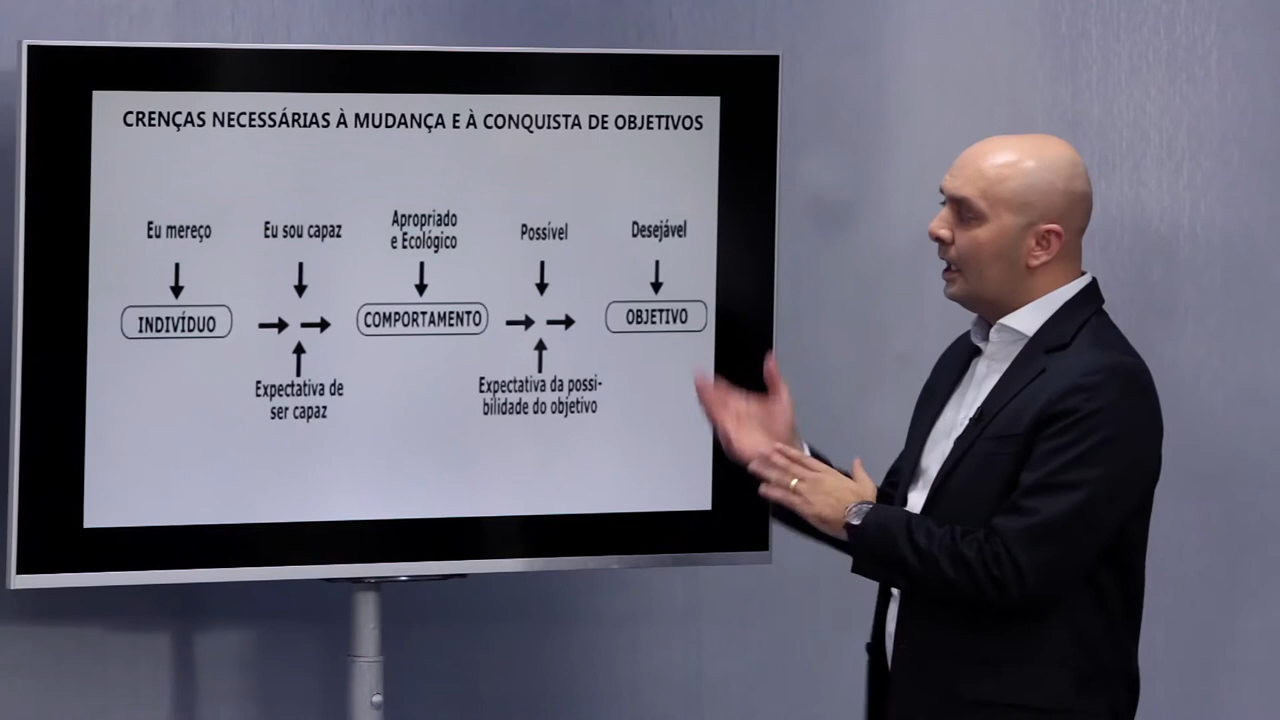 CRENÇAS NECESSÁRIAS À MUDANÇA E À CONQUISTA DE OBJETIVOS
Eu mereço
Eu sou capaz
Apropriado
e Ecológico
Possível
Desejável
INDIVÍDUO
COMPORTAMENTO
OBJETIVO
Expectativa de
ser capaz
Expectativa da possi-
bilidade do objetivo